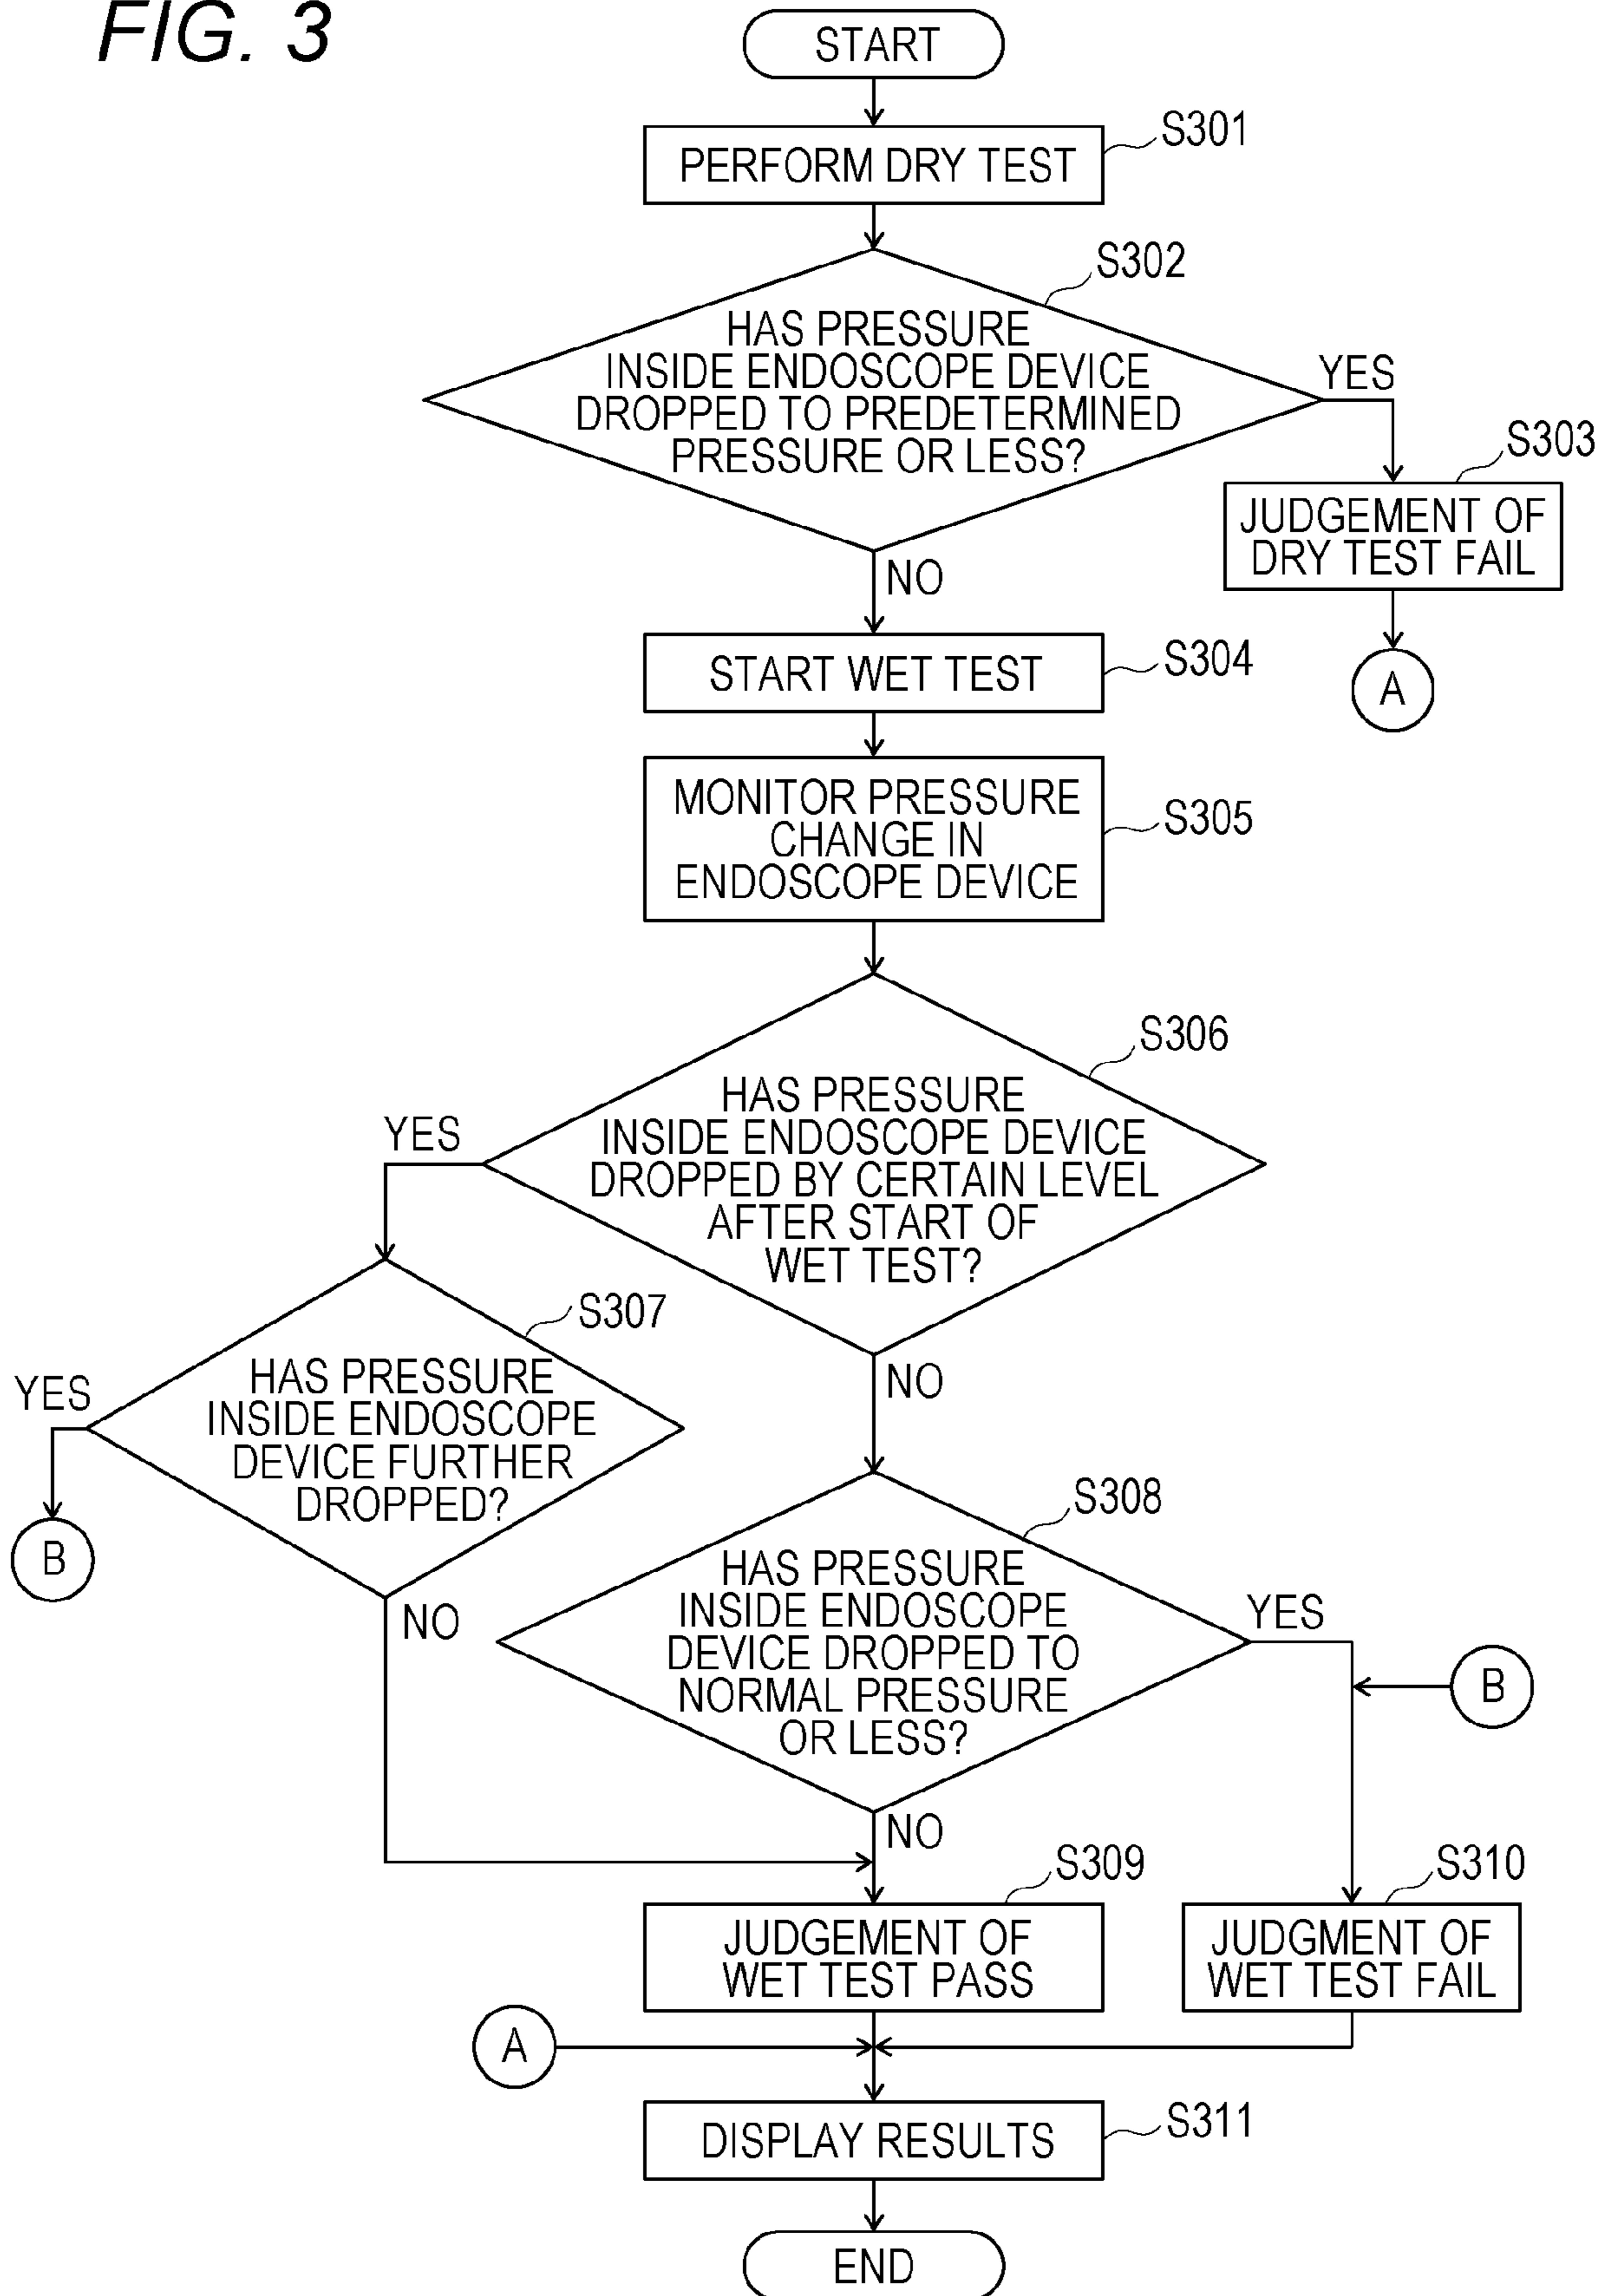 FIG. 3
START
S301
PERFORM DRY TEST
S302
HAS PRESSURE
INSIDE ENDOSCOPE DEVICE
DROPPED TO PREDETERMINED
PRESSURE OR LESS?
YES
S303
JUDGEMENT OF
DRY TEST FAIL
NO
A
START WET TEST
S304
MONITOR PRESSURE
CHANGE IN
ENDOSCOPE DEVICE
S305
S306
HAS PRESSURE
INSIDE ENDOSCOPE DEVICE
DROPPED BY CERTAIN LEVEL
AFTER START OF
WET TEST?
YES
NO
S307
HAS PRESSURE
INSIDE ENDOSCOPE
DEVICE FURTHER
DROPPED?
YES
B
NO
S308
HAS PRESSURE
INSIDE ENDOSCOPE
DEVICE DROPPED TO
NORMAL PRESSURE
OR LESS?
YES
B
NO
S309
JUDGEMENT OF
WET TEST PASS
S310
JUDGMENT OF
WET TEST FAIL
A
DISPLAY RESULTS
S311
END